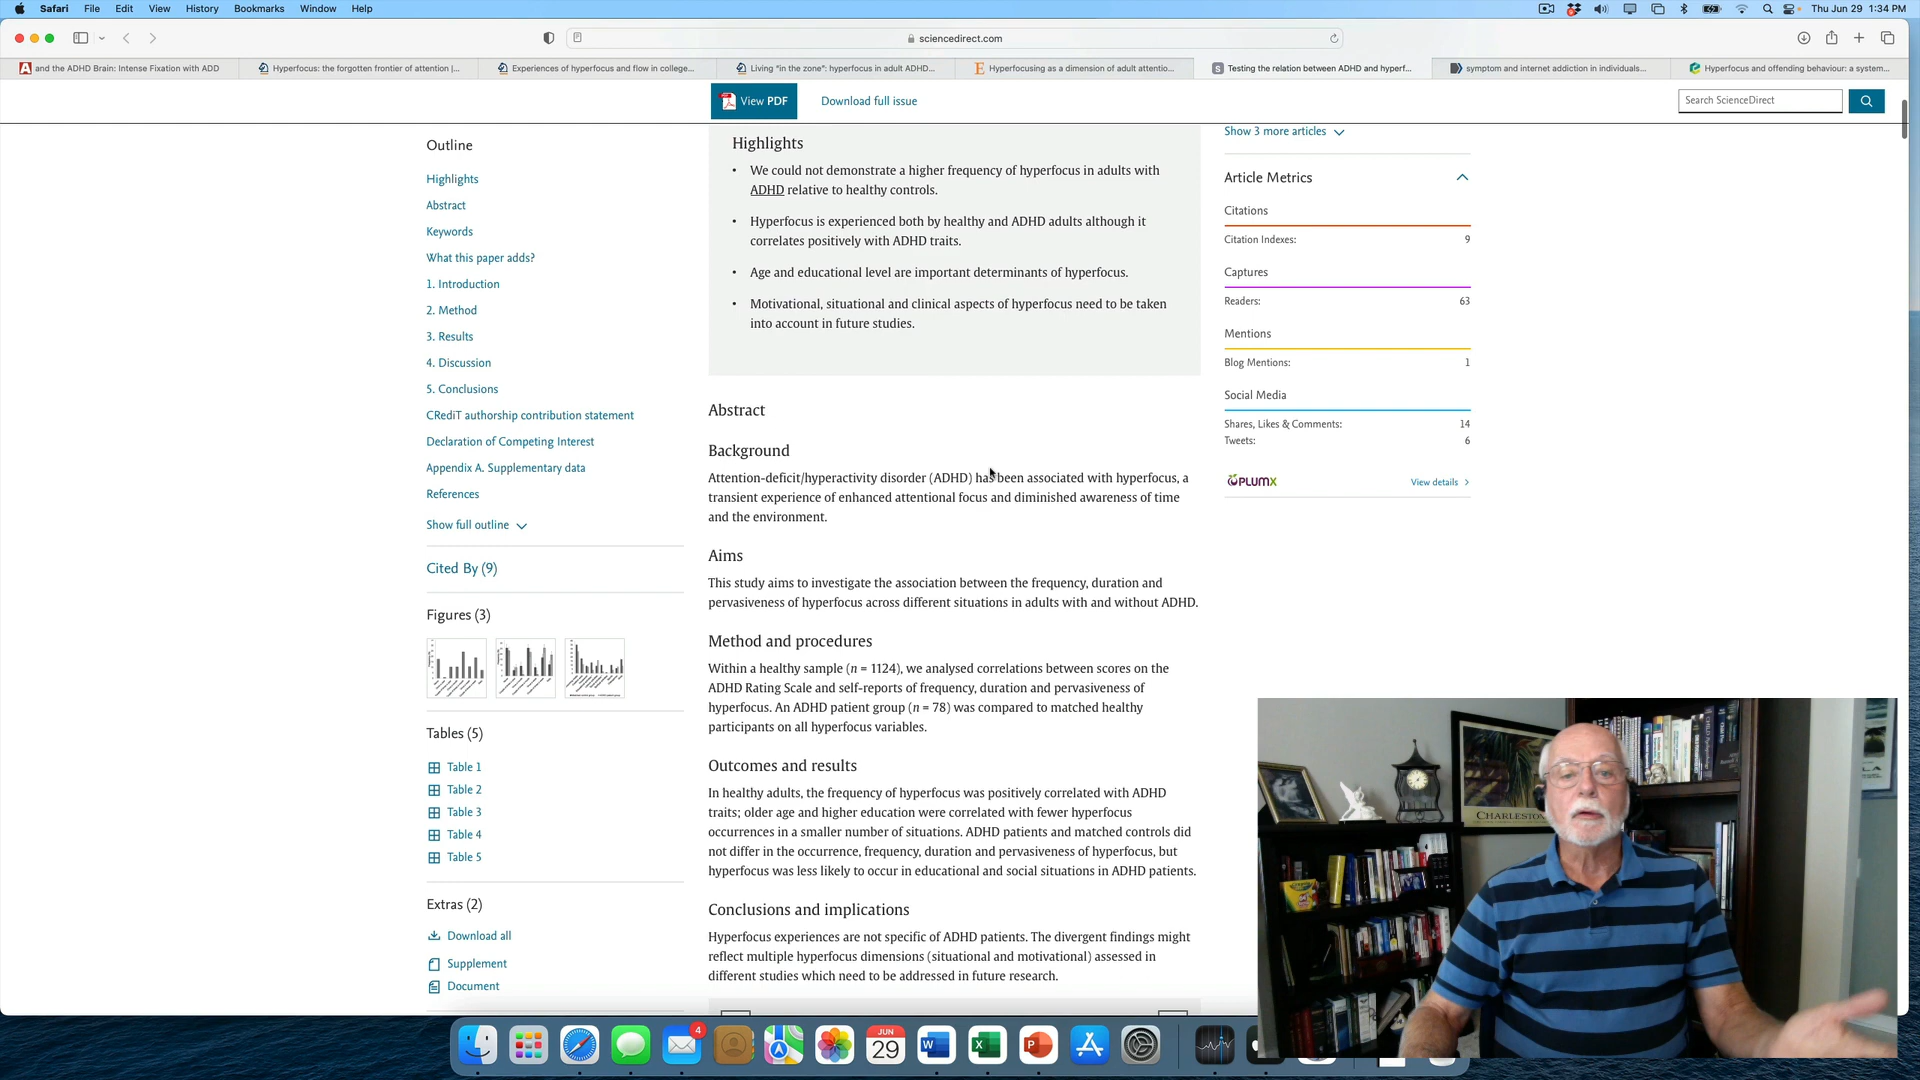 Safari File Edit View History Bookmarks Window Help
Thu Jun 29 1:34 PM
sciencedirect.com
and the ADHD Brain: Intense Fixation with ADD
Hyperfocus: the forgotten frontier of attention |...
Experiences of hyperfocus and flow in college...
Living "in the zone": hyperfocus in adult ADHD...
Hyperfocusing as a dimension of adult attentio...
Testing the relation between ADHD and hyperf...
symptom and internet addiction in individuals...
Hyperfocus and offending behaviour: a system...
View PDF
Download full issue
Search ScienceDirect
Outline
Highlights
Abstract
Keywords
What this paper adds?
1. Introduction
2. Method
3. Results
4. Discussion
5. Conclusions
CRediT authorship contribution statement
Declaration of Competing Interest
Appendix A. Supplementary data
References
Show full outline
Cited By (9)
Figures (3)
Tables (5)
Table 1
Table 2
Table 3
Table 4
Table 5
Extras (2)
Download all
Supplement
Document
Highlights
• We could not demonstrate a higher frequency of hyperfocus in adults with
ADHD relative to healthy controls.
• Hyperfocus is experienced both by healthy and ADHD adults although it
correlates positively with ADHD traits.
• Age and educational level are important determinants of hyperfocus.
• Motivational, situational and clinical aspects of hyperfocus need to be taken
into account in future studies.
Abstract
Background
Attention-deficit/hyperactivity disorder (ADHD) has been associated with hyperfocus, a
transient experience of enhanced attentional focus and diminished awareness of time
and the environment.
Aims
This study aims to investigate the association between the frequency, duration and
pervasiveness of hyperfocus across different situations in adults with and without ADHD.
Method and procedures
Within a healthy sample (n = 1124), we analysed correlations between scores on the
ADHD Rating Scale and self-reports of frequency, duration and pervasiveness of
hyperfocus. An ADHD patient group (n = 78) was compared to matched healthy
participants on all hyperfocus variables.
Outcomes and results
In healthy adults, the frequency of hyperfocus was positively correlated with ADHD
traits; older age and higher education were correlated with fewer hyperfocus
occurrences in a smaller number of situations. ADHD patients and matched controls did
not differ in the occurrence, frequency, duration and pervasiveness of hyperfocus, but
hyperfocus was less likely to occur in educational and social situations in ADHD patients.
Conclusions and implications
Hyperfocus experiences are not specific of ADHD patients. The divergent findings might
reflect multiple hyperfocus dimensions (situational and motivational) assessed in
different studies which need to be addressed in future research.
Show 3 more articles
Article Metrics
Citations
Citation Indexes: 9
Captures
Readers: 63
Mentions
Blog Mentions: 1
Social Media
Shares, Likes & Comments: 14
Tweets: 6
PLUMX
View details
CHARLESTON
4
JUN
29